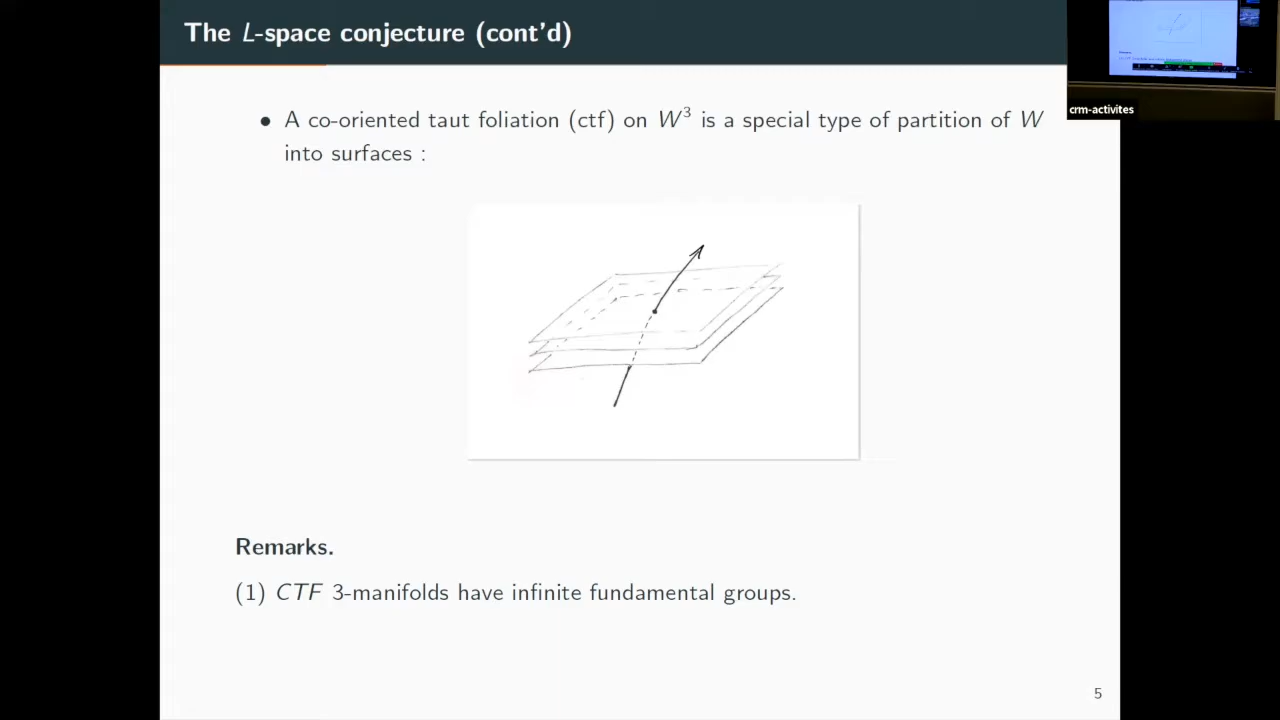 The L-space conjecture (cont'd)
crm-activites
• A co-oriented taut foliation (ctf) on W³ is a special type of partition of W
into surfaces :
Remarks.
(1) CTF 3-manifolds have infinite fundamental groups.
5